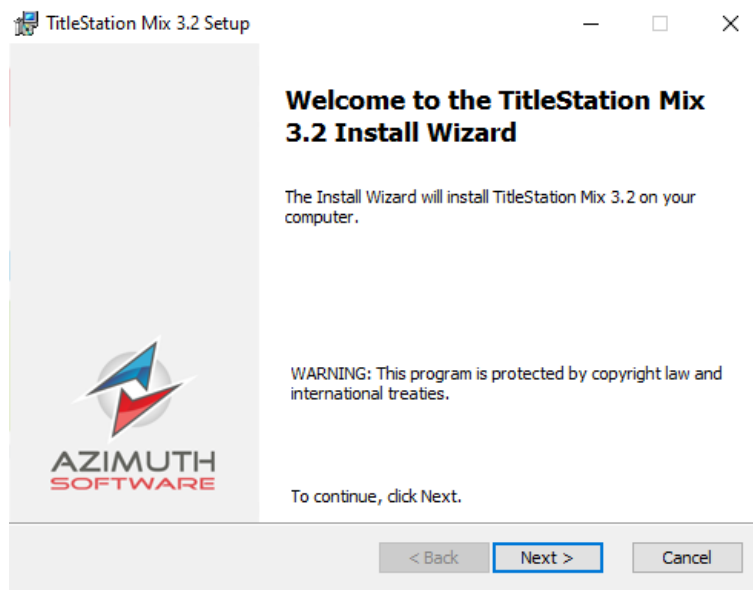 TitleStation Mix 3.2 Setup
Welcome to the TitleStation Mix
3.2 Install Wizard
The Install Wizard will install TitleStation Mix 3.2 on your
computer.
WARNING: This program is protected by copyright law and
international treaties.
AZIMUTH
SOFTWARE
To continue, click Next.
< Back
Next >
Cancel